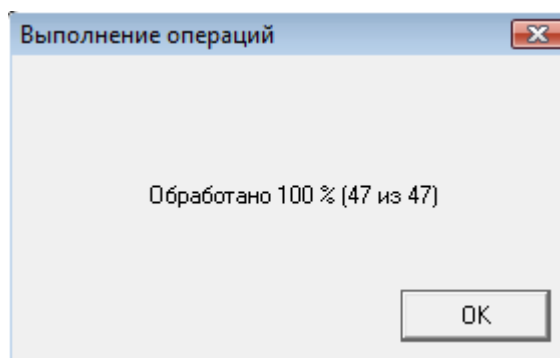 Выполнение операций
Обработано 100 % (47 из 47)
OK